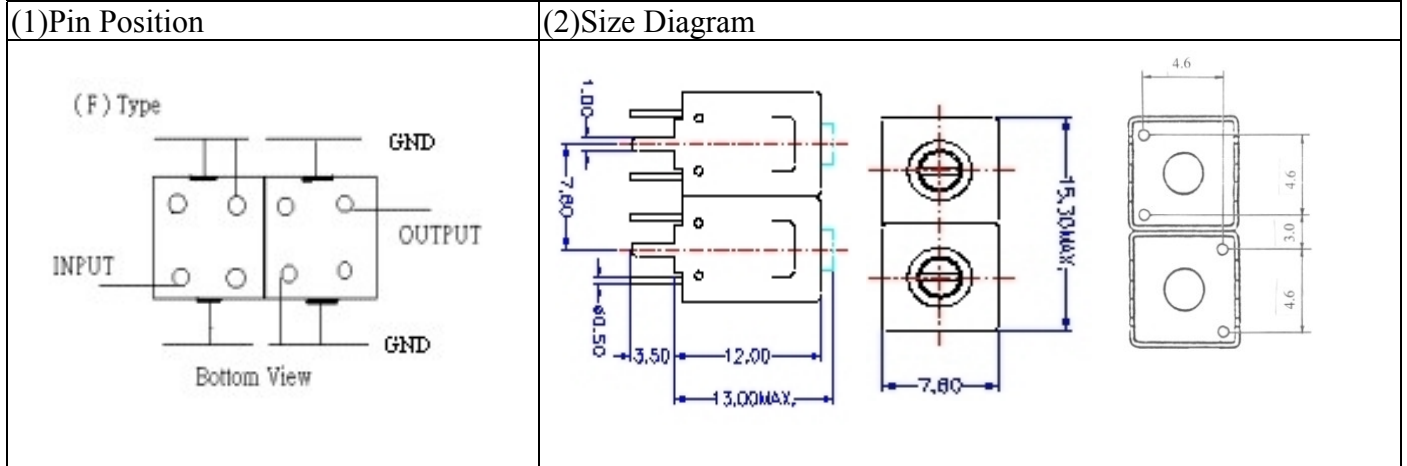 (1)Pin Position
(2)Size Diagram
(F) Type
GND
OUTPUT
INPUT
GND
Bottom View
1.00
7.60
φ0.50
3.50
12.00
13.00MAX.
15.30MAX.
7.60
4.6
4.6
3.0
4.6